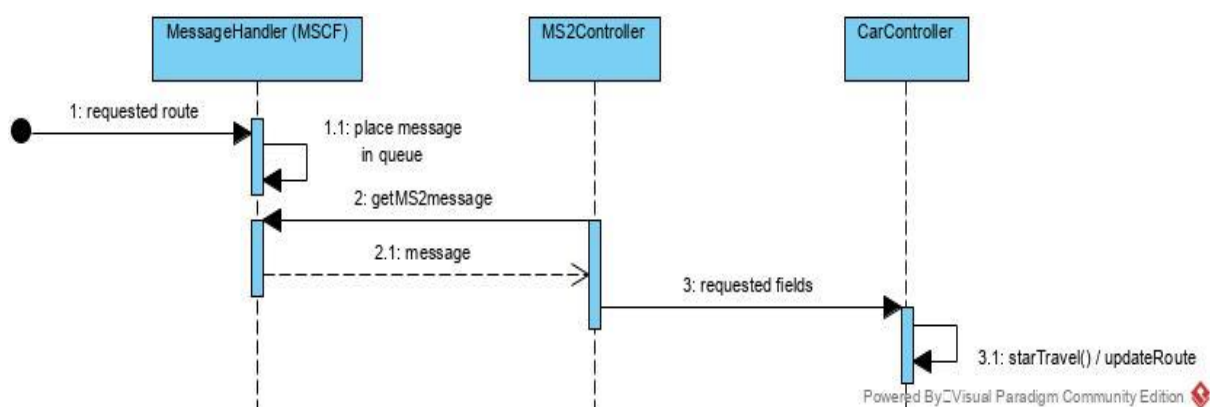 MessageHandler (MSCF)
MS2Controller
CarController
1: requested route
1.1: place message
in queue
2: getMS2message
2.1: message
3: requested fields
3.1: starTravel() / updateRoute
Powered By□Visual Paradigm Community Edition